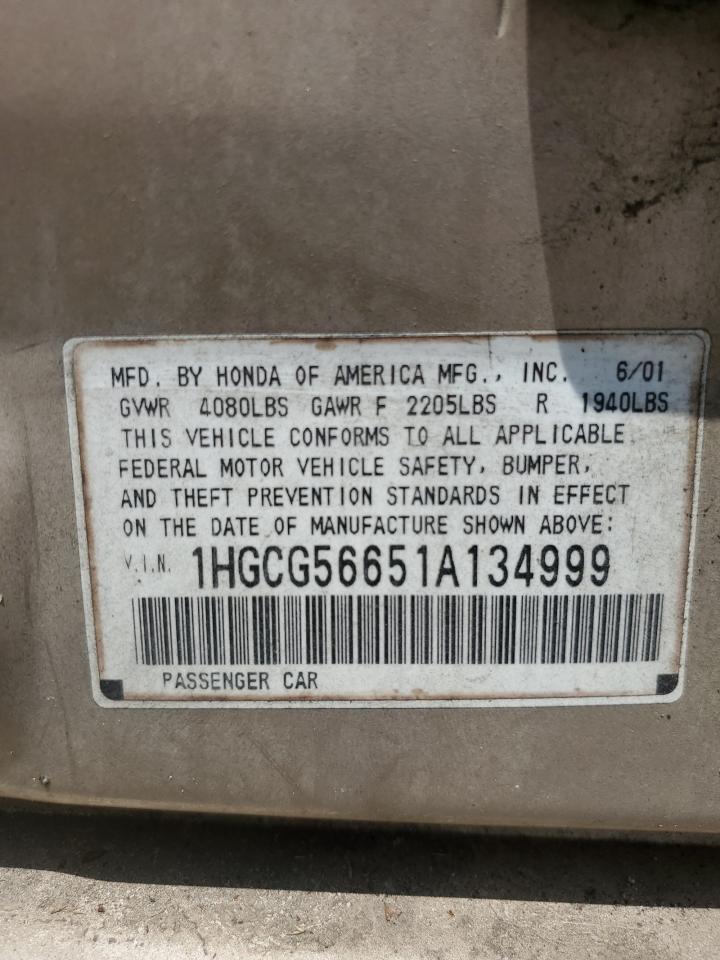 MFD. BY HONDA OF AMERICA MFG., INC. 6/01
GVWR 4080LBS GAWR F 2205LBS R 1940LBS
THIS VEHICLE CONFORMS TO ALL APPLICABLE
FEDERAL MOTOR VEHICLE SAFETY, BUMPER,
AND THEFT PREVENTION STANDARDS IN EFFECT
ON THE DATE OF MANUFACTURE SHOWN ABOVE:
V.I.N. 1HGCG56651A134999
PASSENGER CAR